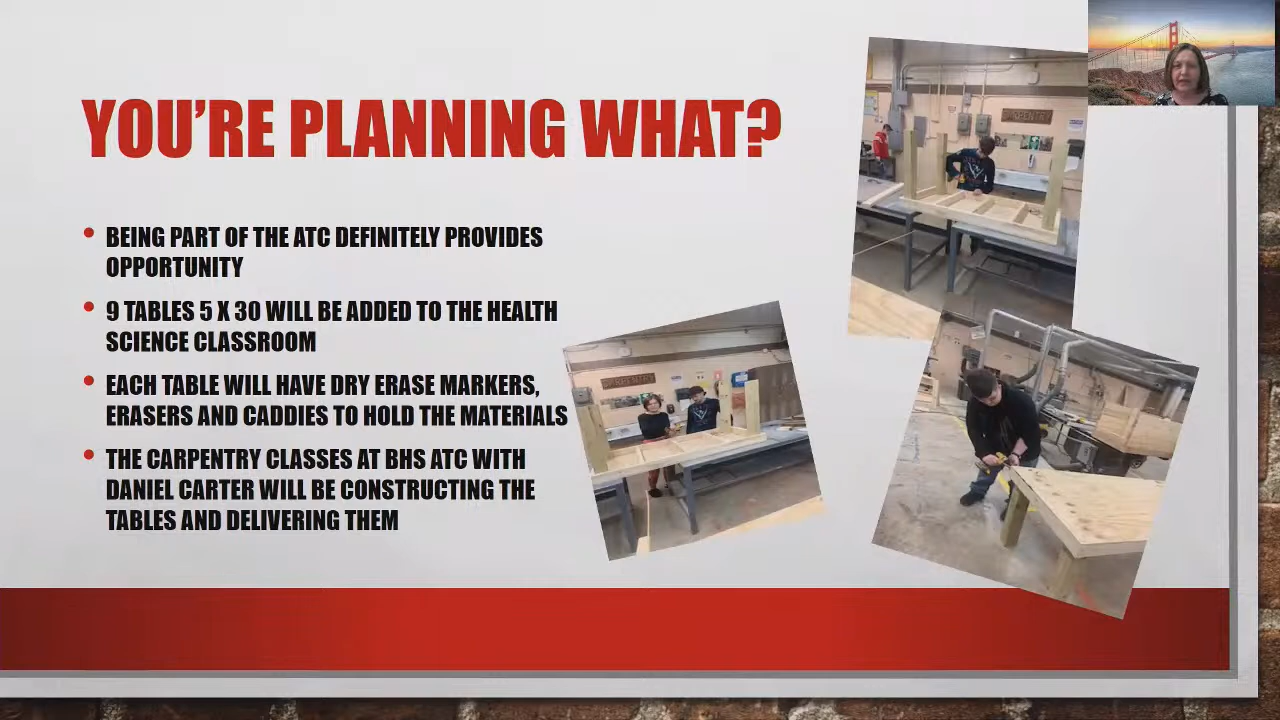 YOU'RE PLANNING WHAT?
BEING PART OF THE ATC DEFINITELY PROVIDES
OPPORTUNITY
9 TABLES 5 X 30 WILL BE ADDED TO THE HEALTH
SCIENCE CLASSROOM
EACH TABLE WILL HAVE DRY ERASE MARKERS,
ERASERS AND CADDIES TO HOLD THE MATERIALS
THE CARPENTRY CLASSES AT BHS ATC WITH
DANIEL CARTER WILL BE CONSTRUCTING THE
TABLES AND DELIVERING THEM